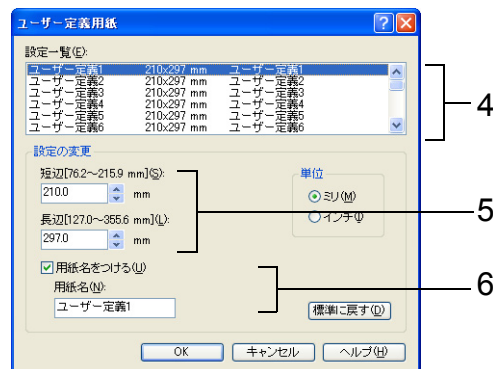 ユーザー定義用紙
設定一覧(E):
ユーザー定義1 210x297 mm ユーザー定義1
ユーザー定義2 210x297 mm ユーザー定義2
ユーザー定義3 210x297 mm ユーザー定義3
ユーザー定義4 210x297 mm ユーザー定義4
ユーザー定義5 210x297 mm ユーザー定義5
ユーザー定義6 210x297 mm ユーザー定義6
4
設定の変更
短辺[76.2～215.9 mm](S):
210.0 mm
長辺[127.0～355.6 mm](L):
297.0 mm
単位
ミリ(M)
インチ(I)
5
用紙名をつける(U)
用紙名(N):
ユーザー定義1
6
標準に戻す(D)
OK キャンセル ヘルプ(H)